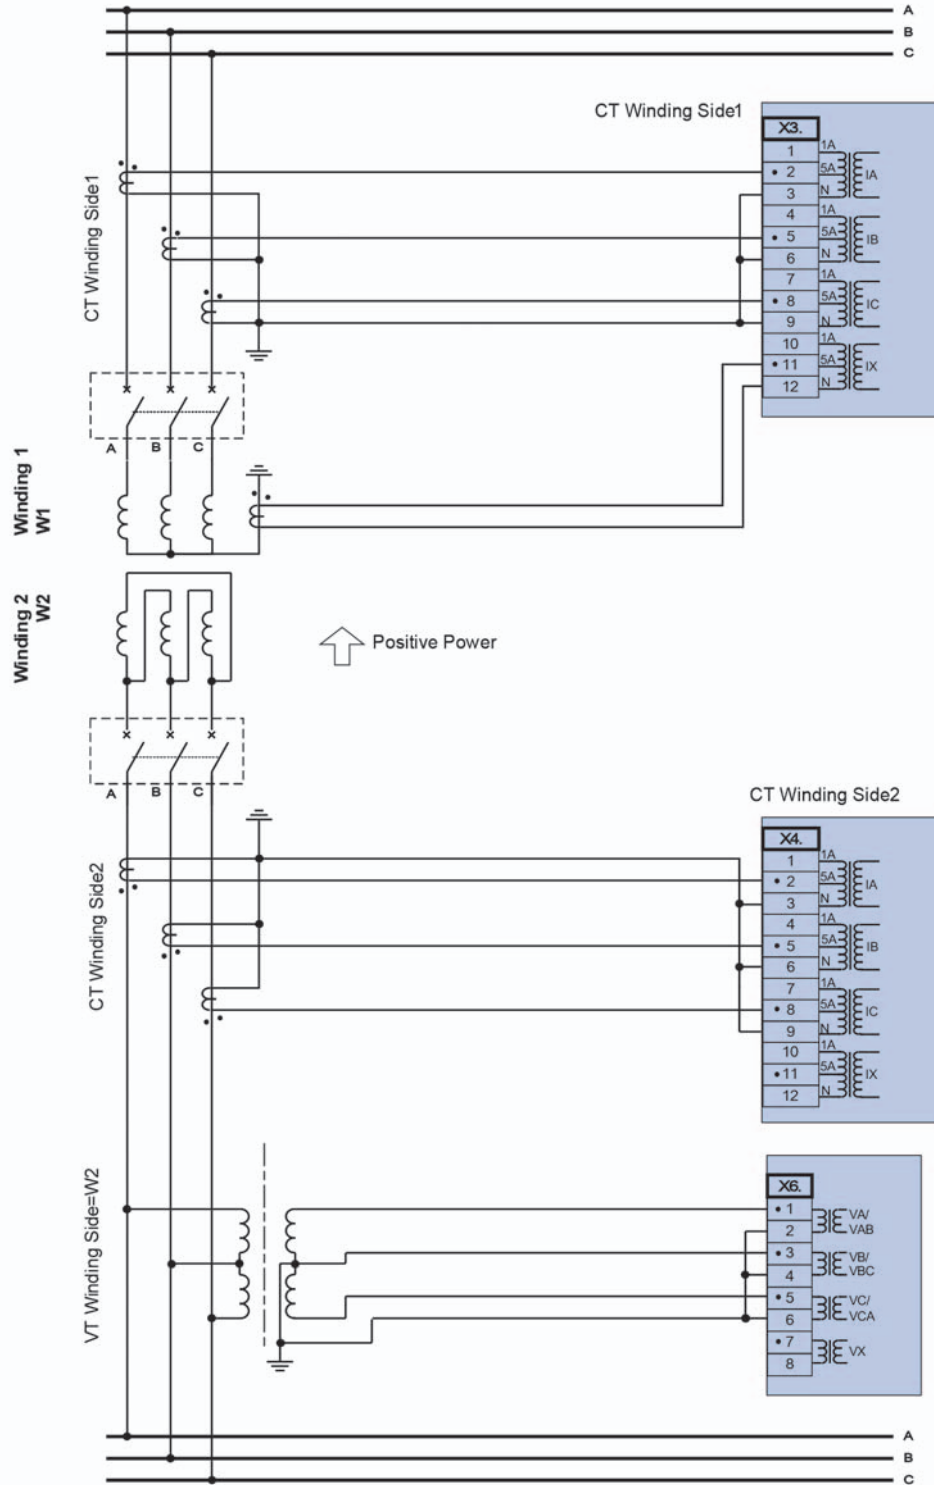 A
B
C
CT Winding Side1
X3.
1 1A
2 5A IA
3 N
4 1A
5 5A IB
6 N
7 1A
8 5A IC
9 N
10 1A
11 5A IX
12 N
CT Winding Side1
A B C
Winding 1
W1
Winding 2
W2
Positive Power
A B C
CT Winding Side2
X4.
1 1A
2 5A IA
3 N
4 1A
5 5A IB
6 N
7 1A
8 5A IC
9 N
10 1A
11 5A IX
12 N
CT Winding Side2
VT Winding Side=W2
X6.
1 VA/
2 VAB
3 VB/
4 VBC
5 VC/
6 VCA
7 VX
8
A
B
C